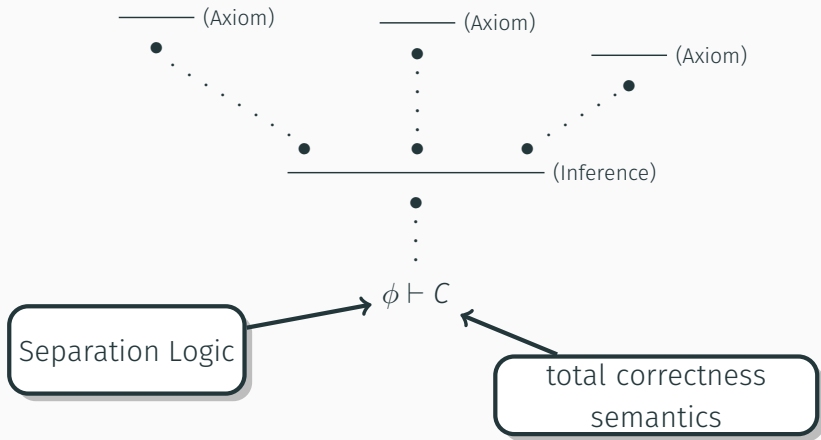 (Axiom)
(Axiom)
(Axiom)
(Inference)
ϕ ⊢ C
Separation Logic
total correctness
semantics